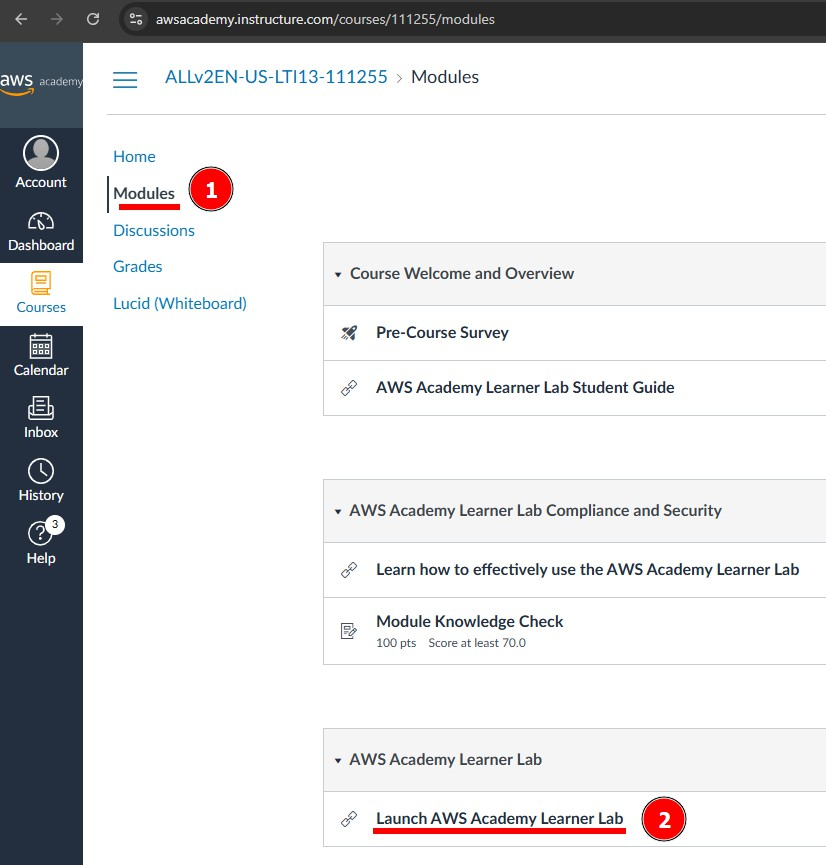 awsacademy.instructure.com/courses/111255/modules
aws academy
Account
Dashboard
Courses
Calendar
Inbox
History
3
Help
ALLv2EN-US-LTI13-111255 > Modules
Home
Modules
1
Discussions
Grades
Lucid (Whiteboard)
Course Welcome and Overview
Pre-Course Survey
AWS Academy Learner Lab Student Guide
AWS Academy Learner Lab Compliance and Security
Learn how to effectively use the AWS Academy Learner Lab
Module Knowledge Check
100 pts Score at least 70.0
AWS Academy Learner Lab
Launch AWS Academy Learner Lab
2